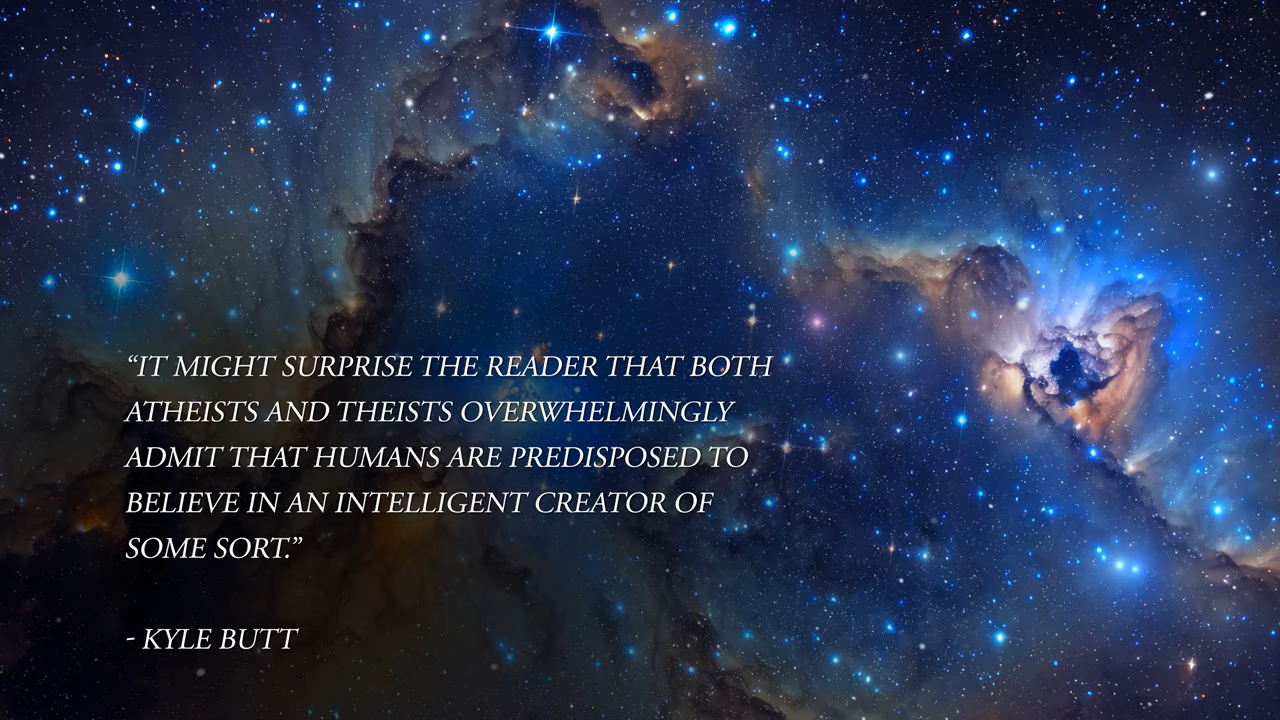 “IT MIGHT SURPRISE THE READER THAT BOTH
ATHEISTS AND THEISTS OVERWHELMINGLY
ADMIT THAT HUMANS ARE PREDISPOSED TO
BELIEVE IN AN INTELLIGENT CREATOR OF
SOME SORT.”
- KYLE BUTT